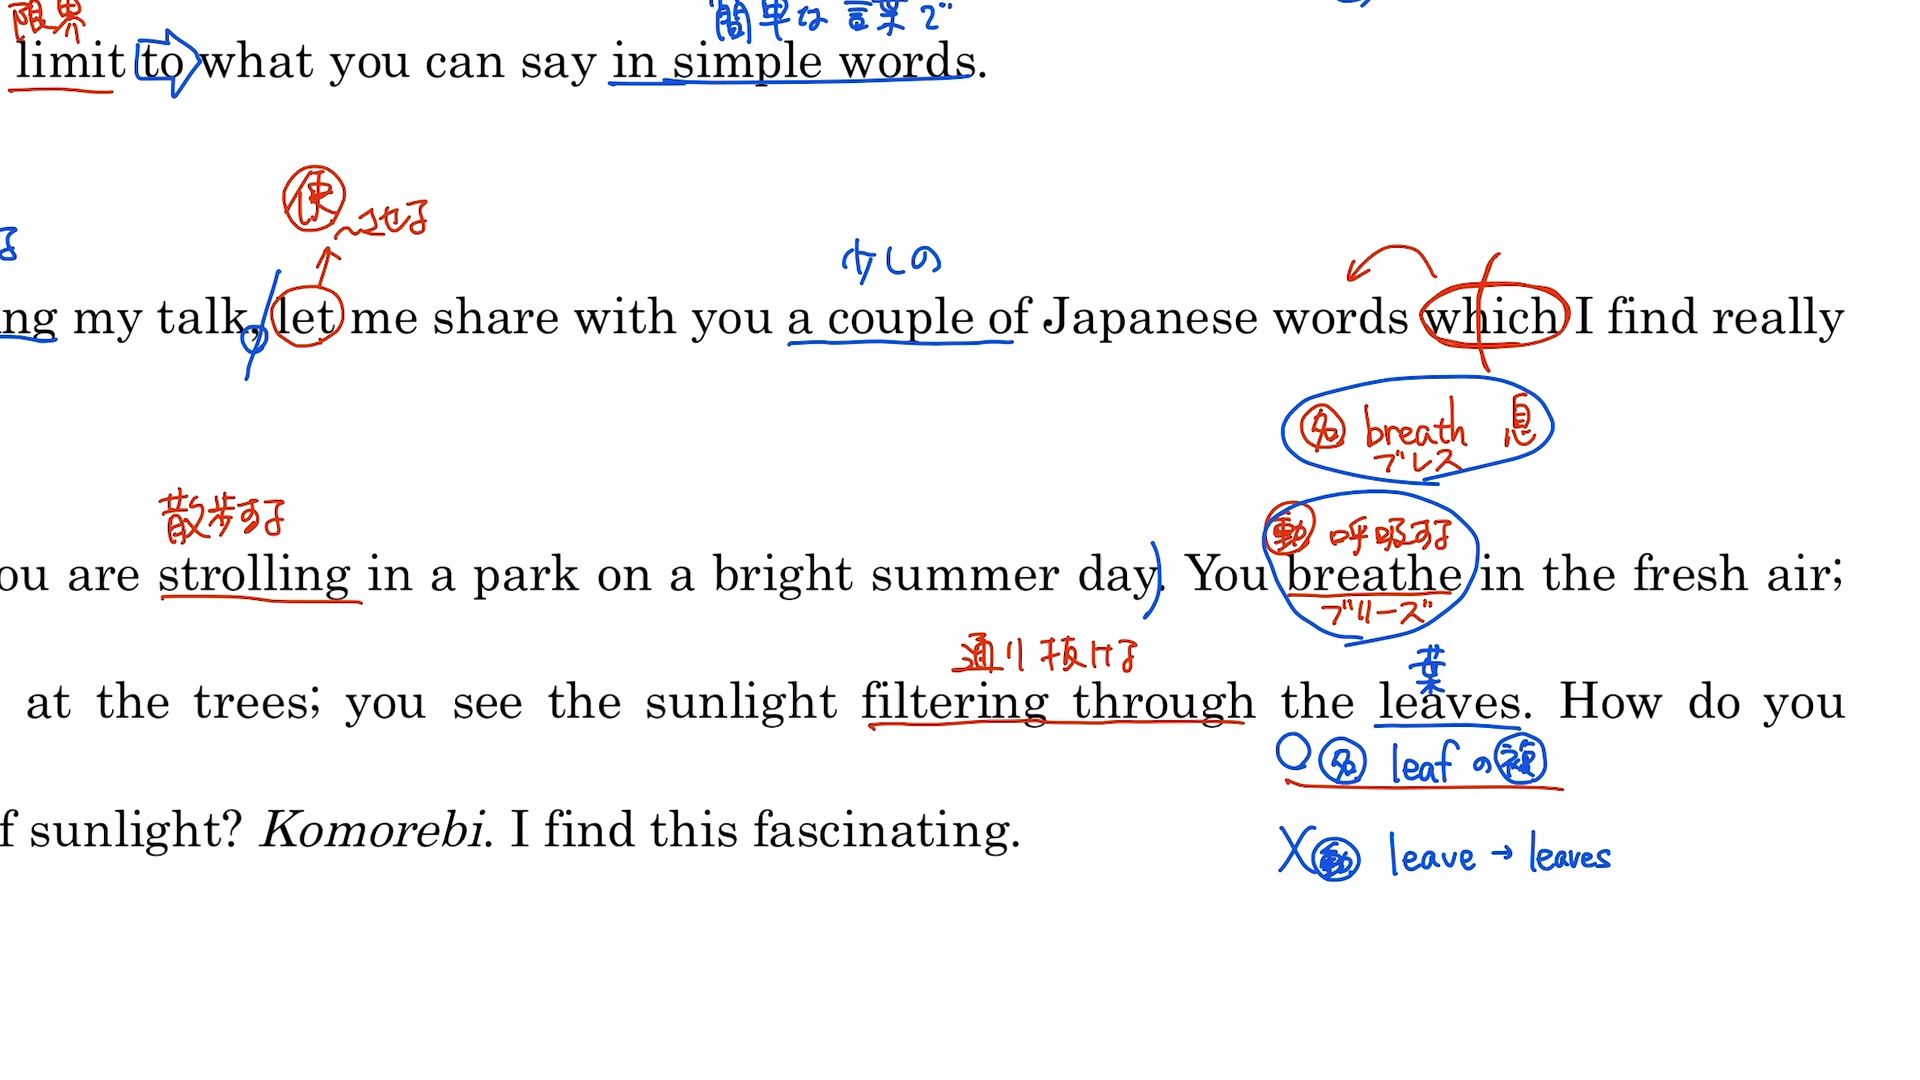 限界
簡単な言葉で
limit to what you can say in simple words.
使
〜させる
少しの
ing my talk, let me share with you a couple of Japanese words which I find really
名 breath 息
ブレス
散歩する
動 呼吸する
ou are strolling in a park on a bright summer day. You breathe in the fresh air;
ブリーズ
通り抜ける
葉
at the trees; you see the sunlight filtering through the leaves. How do you
○ 名 leaf の 複
f sunlight? Komorebi. I find this fascinating.
X 動 leave → leaves